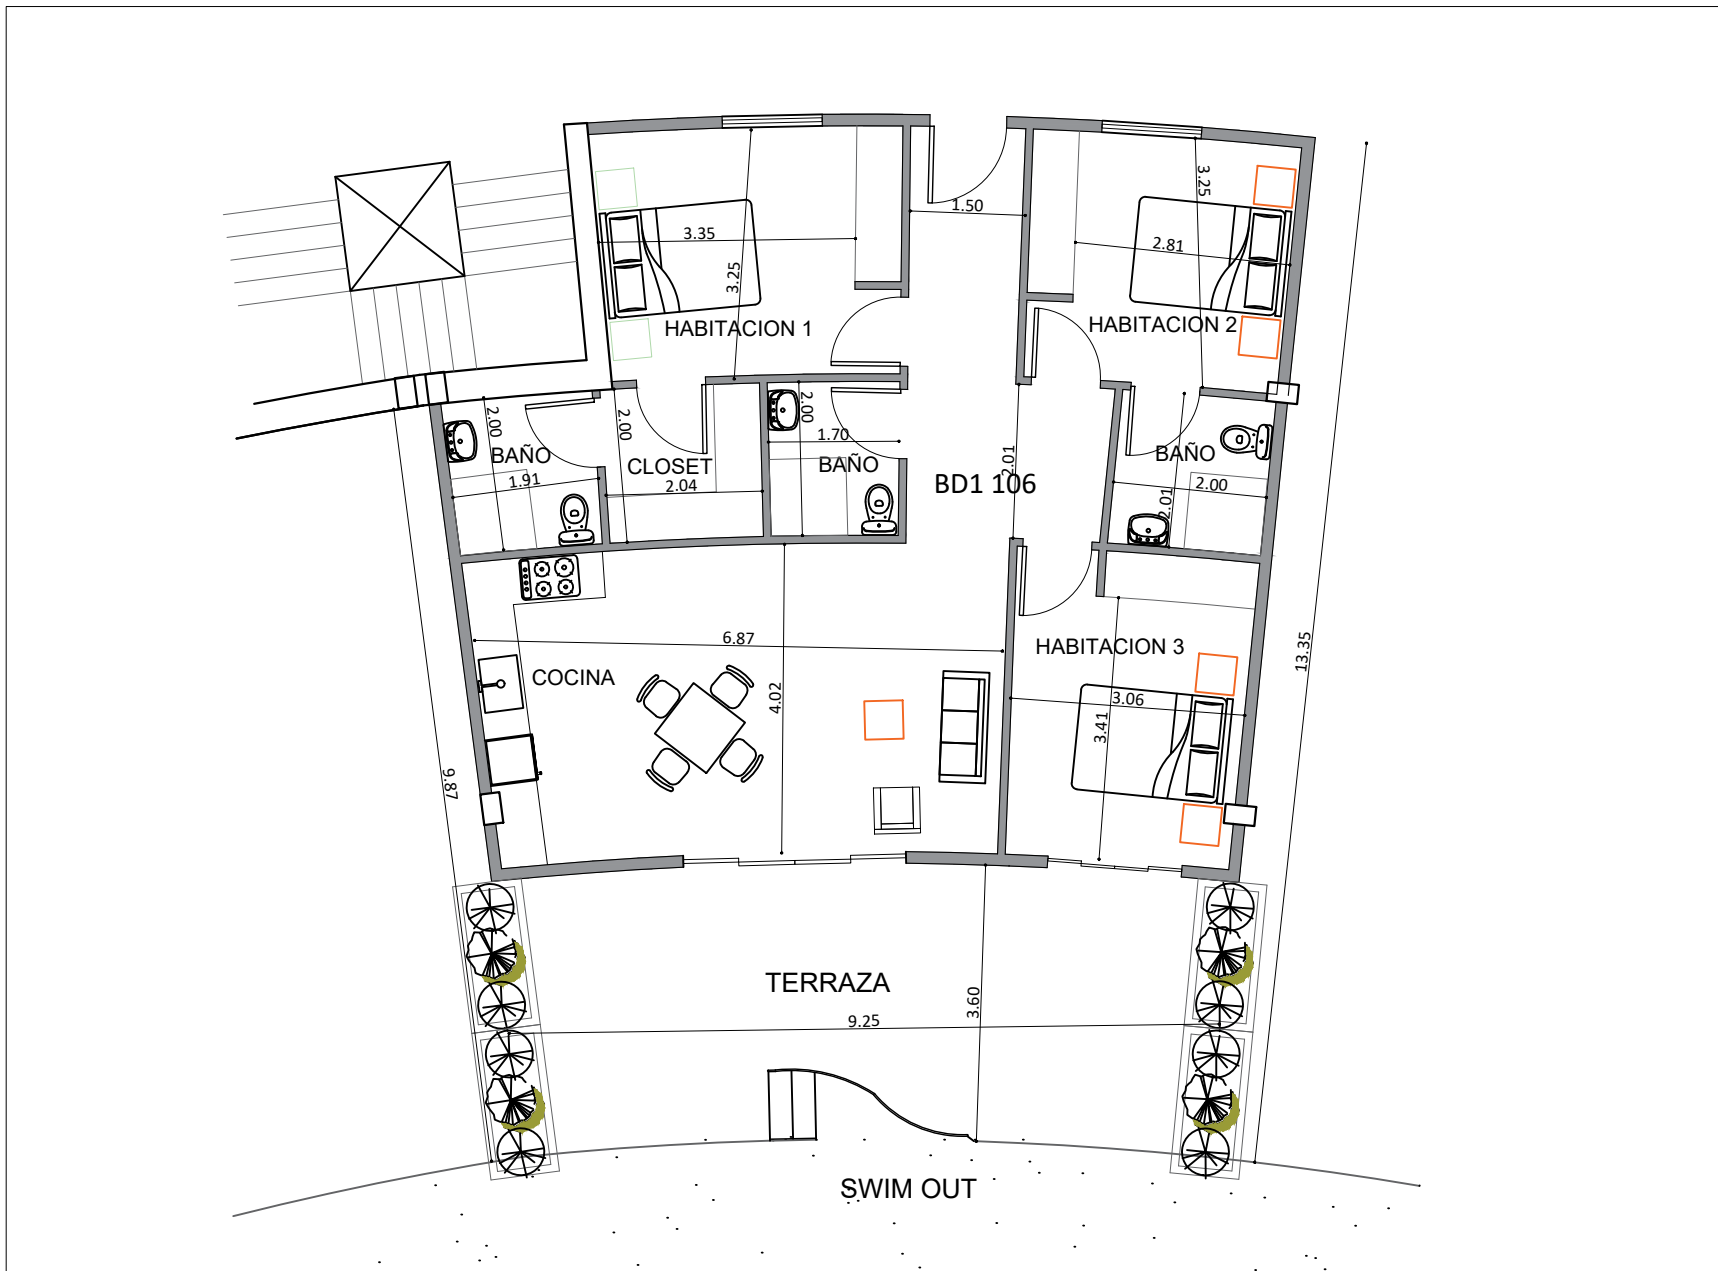 3.25
1.50
3.35
2.81
3.25
HABITACION 1
HABITACION 2
2.00
2.00
2.00
1.70
BAÑO
CLOSET
BAÑO
BAÑO
1.91
2.04
2.01
BD1 106
2.00
2.01
6.87
HABITACION 3
13.35
COCINA
4.02
3.06
3.41
9.87
TERRAZA
3.60
9.25
SWIM OUT